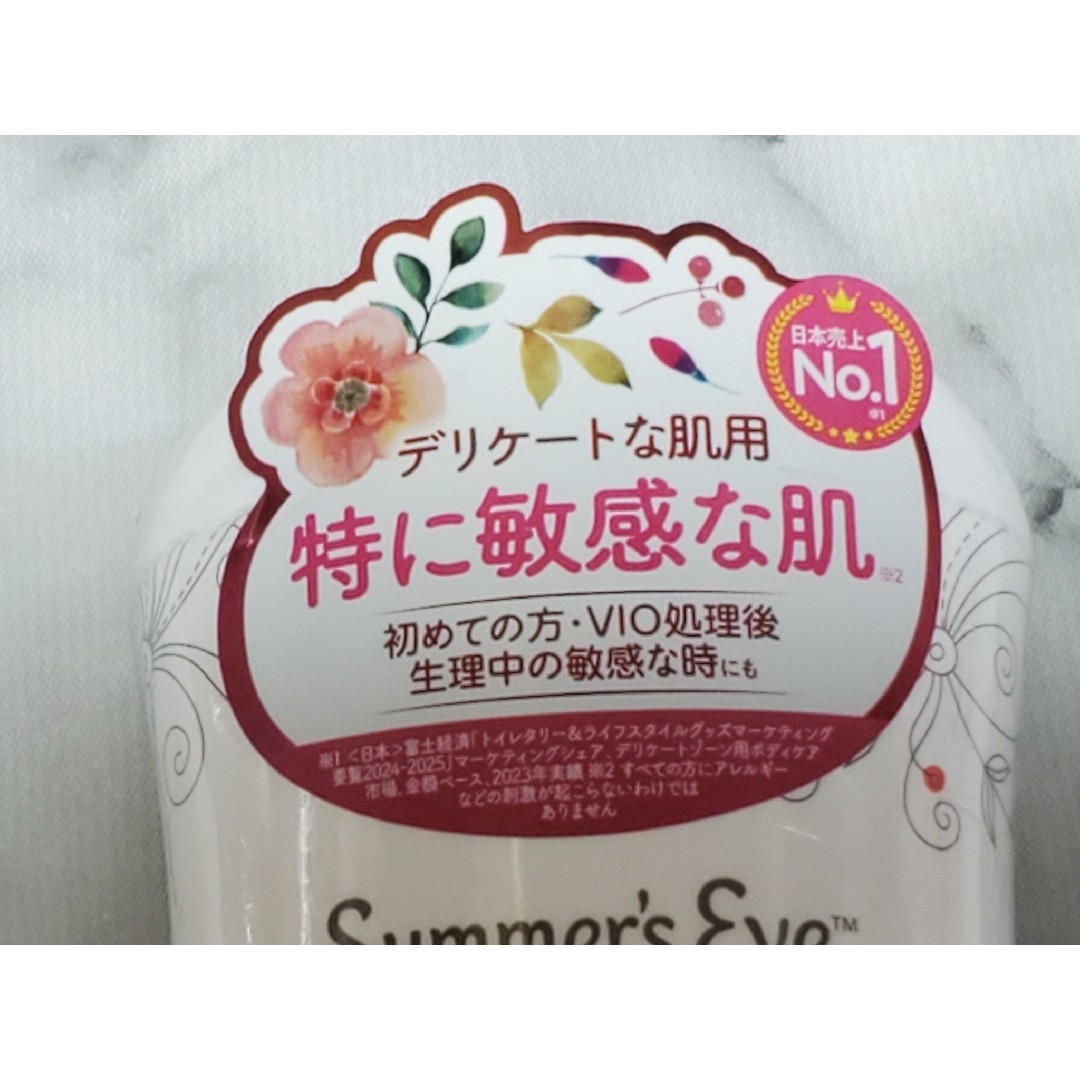 日本売上
No.1
※1
デリケートな肌用
特に敏感な肌
※2
初めての方・VIO処理後
生理中の敏感な時にも
※1 <日本>富士経済「トイレタリー&ライフスタイルグッズマーケティング
要覧2024-2025」マーケティングシェア、デリケートゾーン用ボディケア
市場、金額ベース、2023年実績 ※2 すべての方にアレルギー
などの刺激が起こらないわけでは
ありません
Summer's Eve™